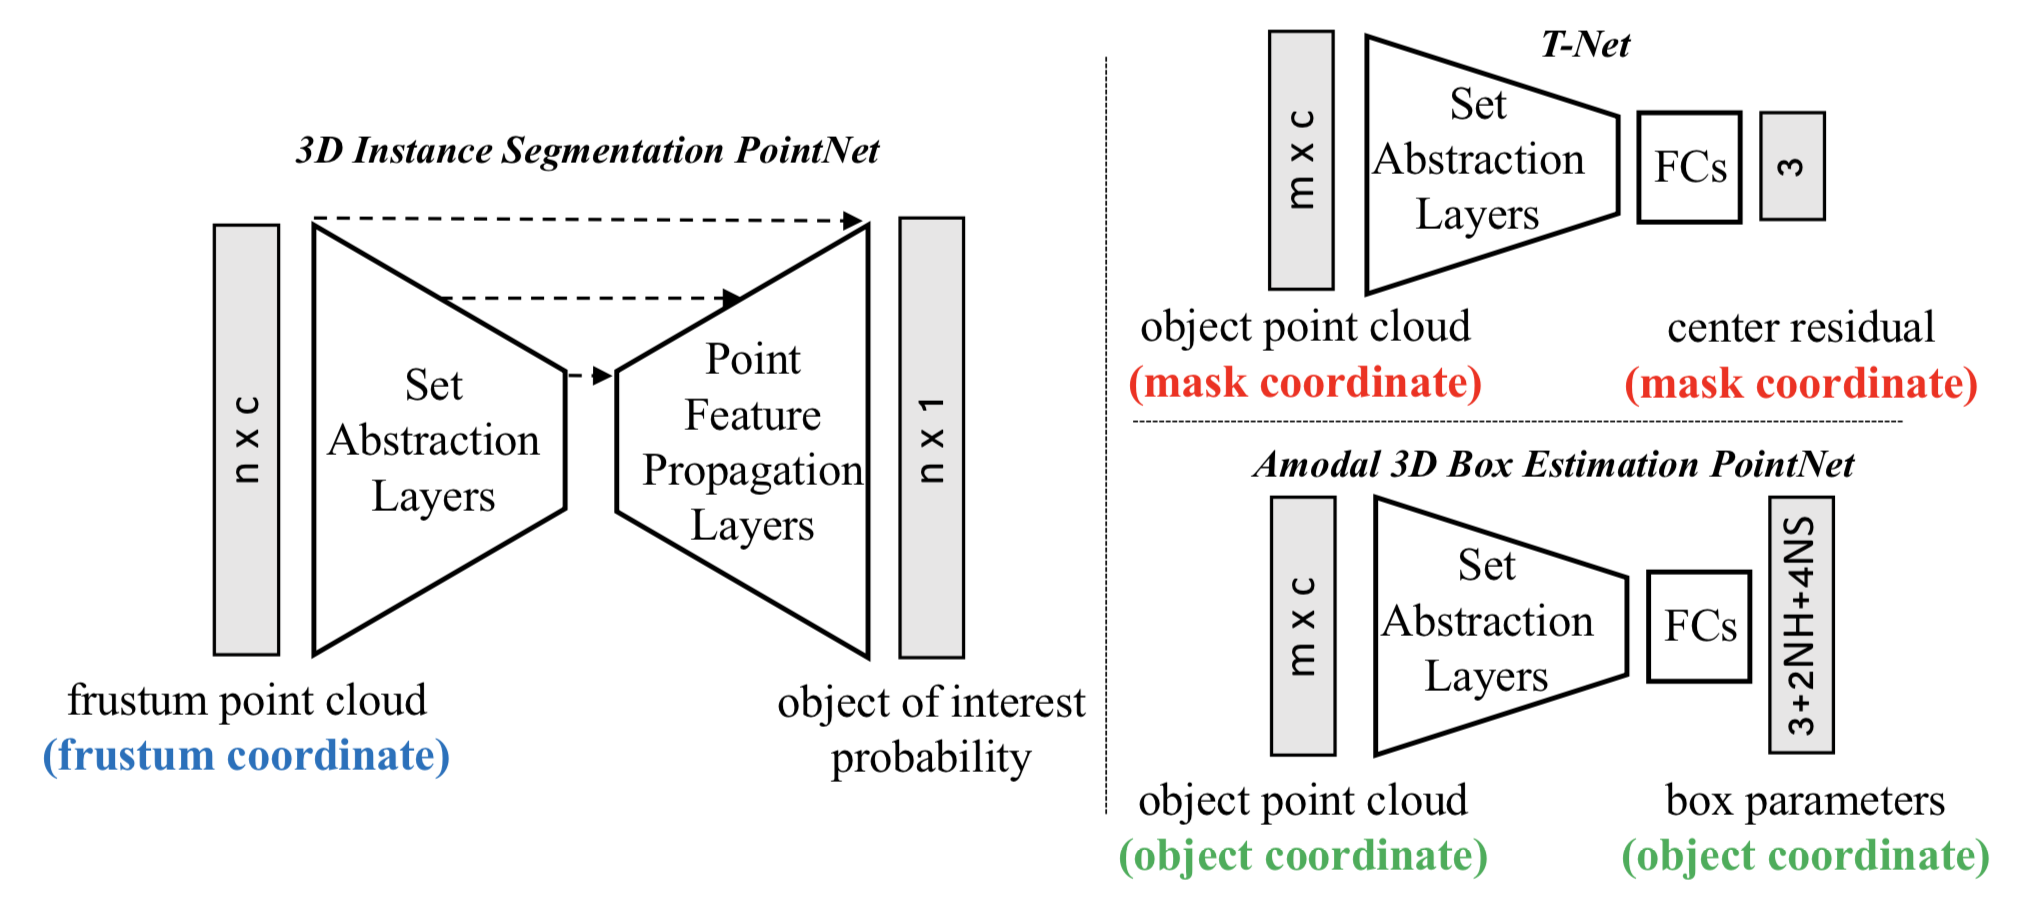 3D Instance Segmentation PointNet
n x c
Set
Abstraction
Layers
Point
Feature
Propagation
Layers
n x 1
frustum point cloud
(frustum coordinate)
object of interest
probability
T-Net
m x c
Set
Abstraction
Layers
FCs
3
object point cloud
(mask coordinate)
center residual
(mask coordinate)
Amodal 3D Box Estimation PointNet
m x c
Set
Abstraction
Layers
FCs
3+2NH+4NS
object point cloud
(object coordinate)
box parameters
(object coordinate)